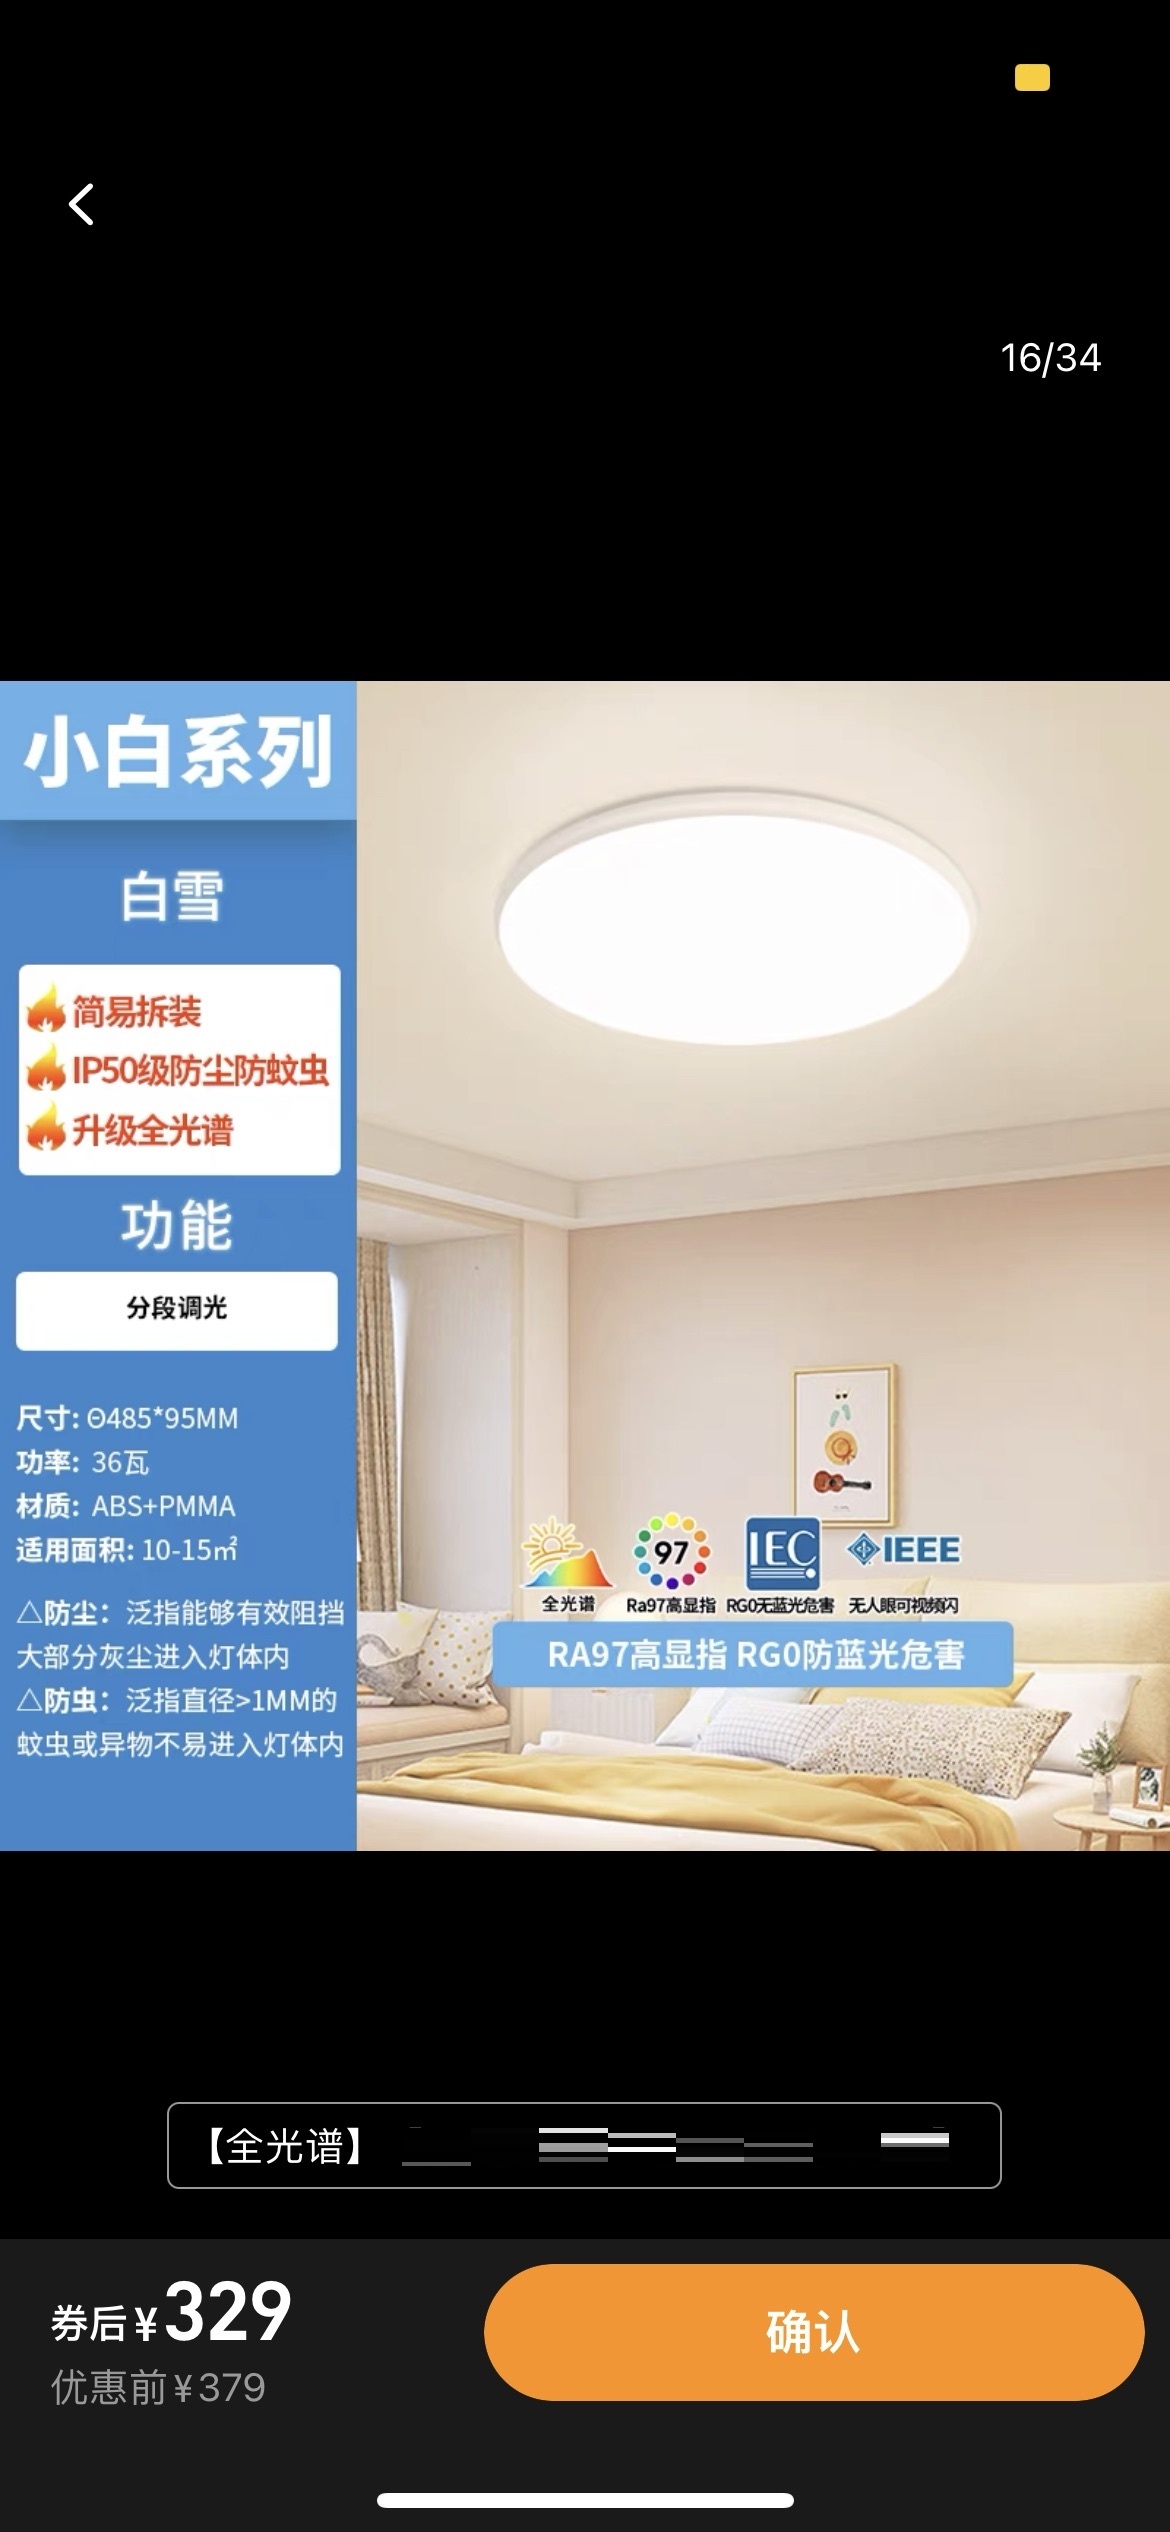 16/34
小白系列
白雪
简易拆装
IP50级防尘防蚊虫
升级全光谱
功能
分段调光
尺寸: Θ485*95MM
功率: 36瓦
材质: ABS+PMMA
适用面积: 10-15㎡
△防尘：泛指能够有效阻挡
大部分灰尘进入灯体内
△防虫：泛指直径>1MM的
蚊虫或异物不易进入灯体内
97
IEC
IEEE
全光谱
Ra97高显指
RG0无蓝光危害
无人眼可视频闪
RA97高显指 RG0防蓝光危害
【全光谱】
券后¥329
优惠前¥379
确认